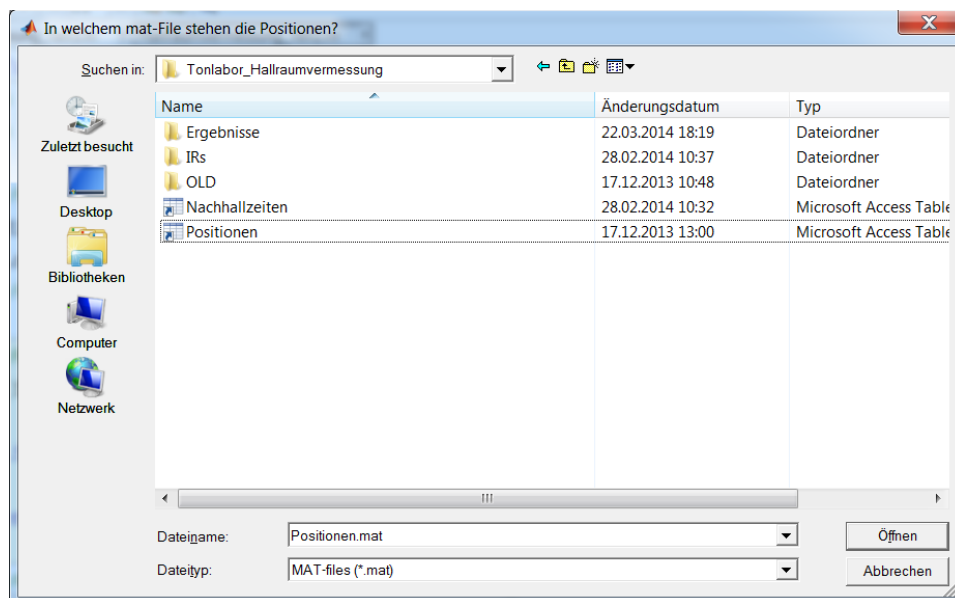 In welchem mat-File stehen die Positionen?
Suchen in: Tonlabor_Hallraumvermessung
Name Änderungsdatum Typ
Ergebnisse 22.03.2014 18:19 Dateiordner
IRs 28.02.2014 10:37 Dateiordner
OLD 17.12.2013 10:48 Dateiordner
Nachhallzeiten 28.02.2014 10:32 Microsoft Access Table
Positionen 17.12.2013 13:00 Microsoft Access Table
Zuletzt besucht
Desktop
Bibliotheken
Computer
Netzwerk
Dateiname: Positionen.mat Öffnen
Dateityp: MAT-files (*.mat) Abbrechen